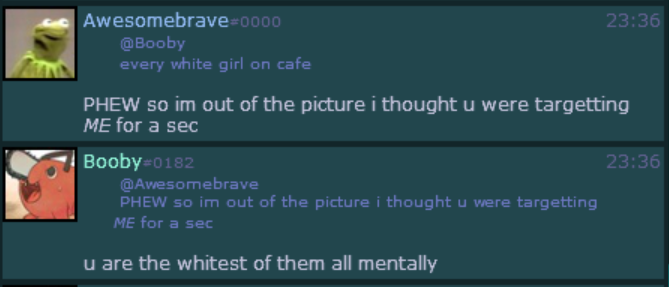 Awesomebrave#0000 23:36
@Booby
every white girl on cafe
PHEW so im out of the picture i thought u were targetting
ME for a sec
Booby#0182 23:36
@Awesomebrave
PHEW so im out of the picture i thought u were targetting
ME for a sec
u are the whitest of them all mentally